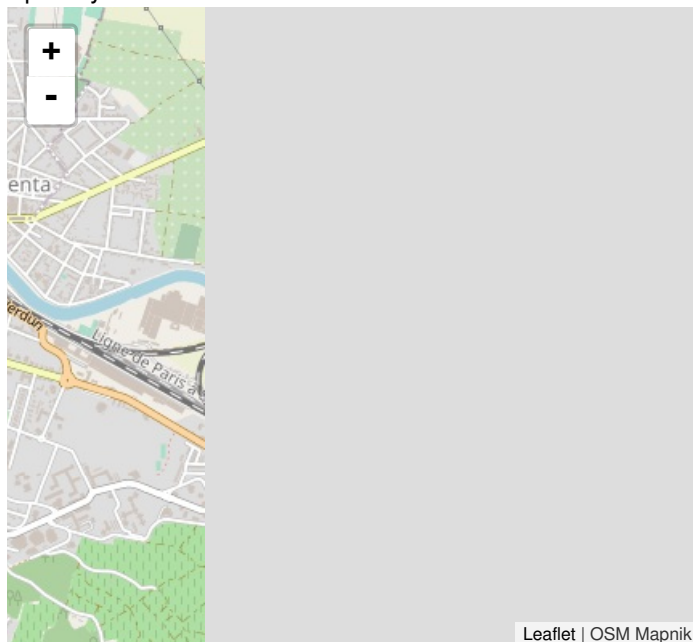 +
-
enta
erdun
Ligne de Paris à
Leaflet | OSM Mapnik